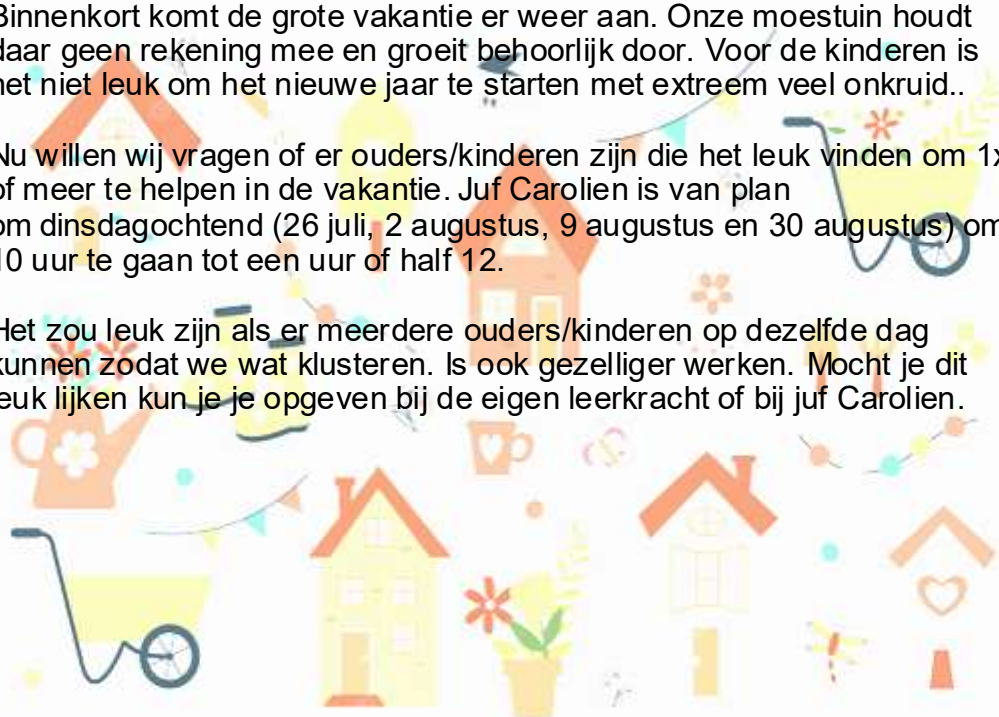 Binnenkort komt de grote vakantie er weer aan. Onze moestuin houdt
daar geen rekening mee en groeit behoorlijk door. Voor de kinderen is
het niet leuk om het nieuwe jaar te starten met extreem veel onkruid..
Nu willen wij vragen of er ouders/kinderen zijn die het leuk vinden om 1x
of meer te helpen in de vakantie. Juf Carolien is van plan
om dinsdagochtend (26 juli, 2 augustus, 9 augustus en 30 augustus) om
10 uur te gaan tot een uur of half 12.
Het zou leuk zijn als er meerdere ouders/kinderen op dezelfde dag
kunnen zodat we wat klusteren. Is ook gezelliger werken. Mocht je dit
leuk lijken kun je je opgeven bij de eigen leerkracht of bij juf Carolien.